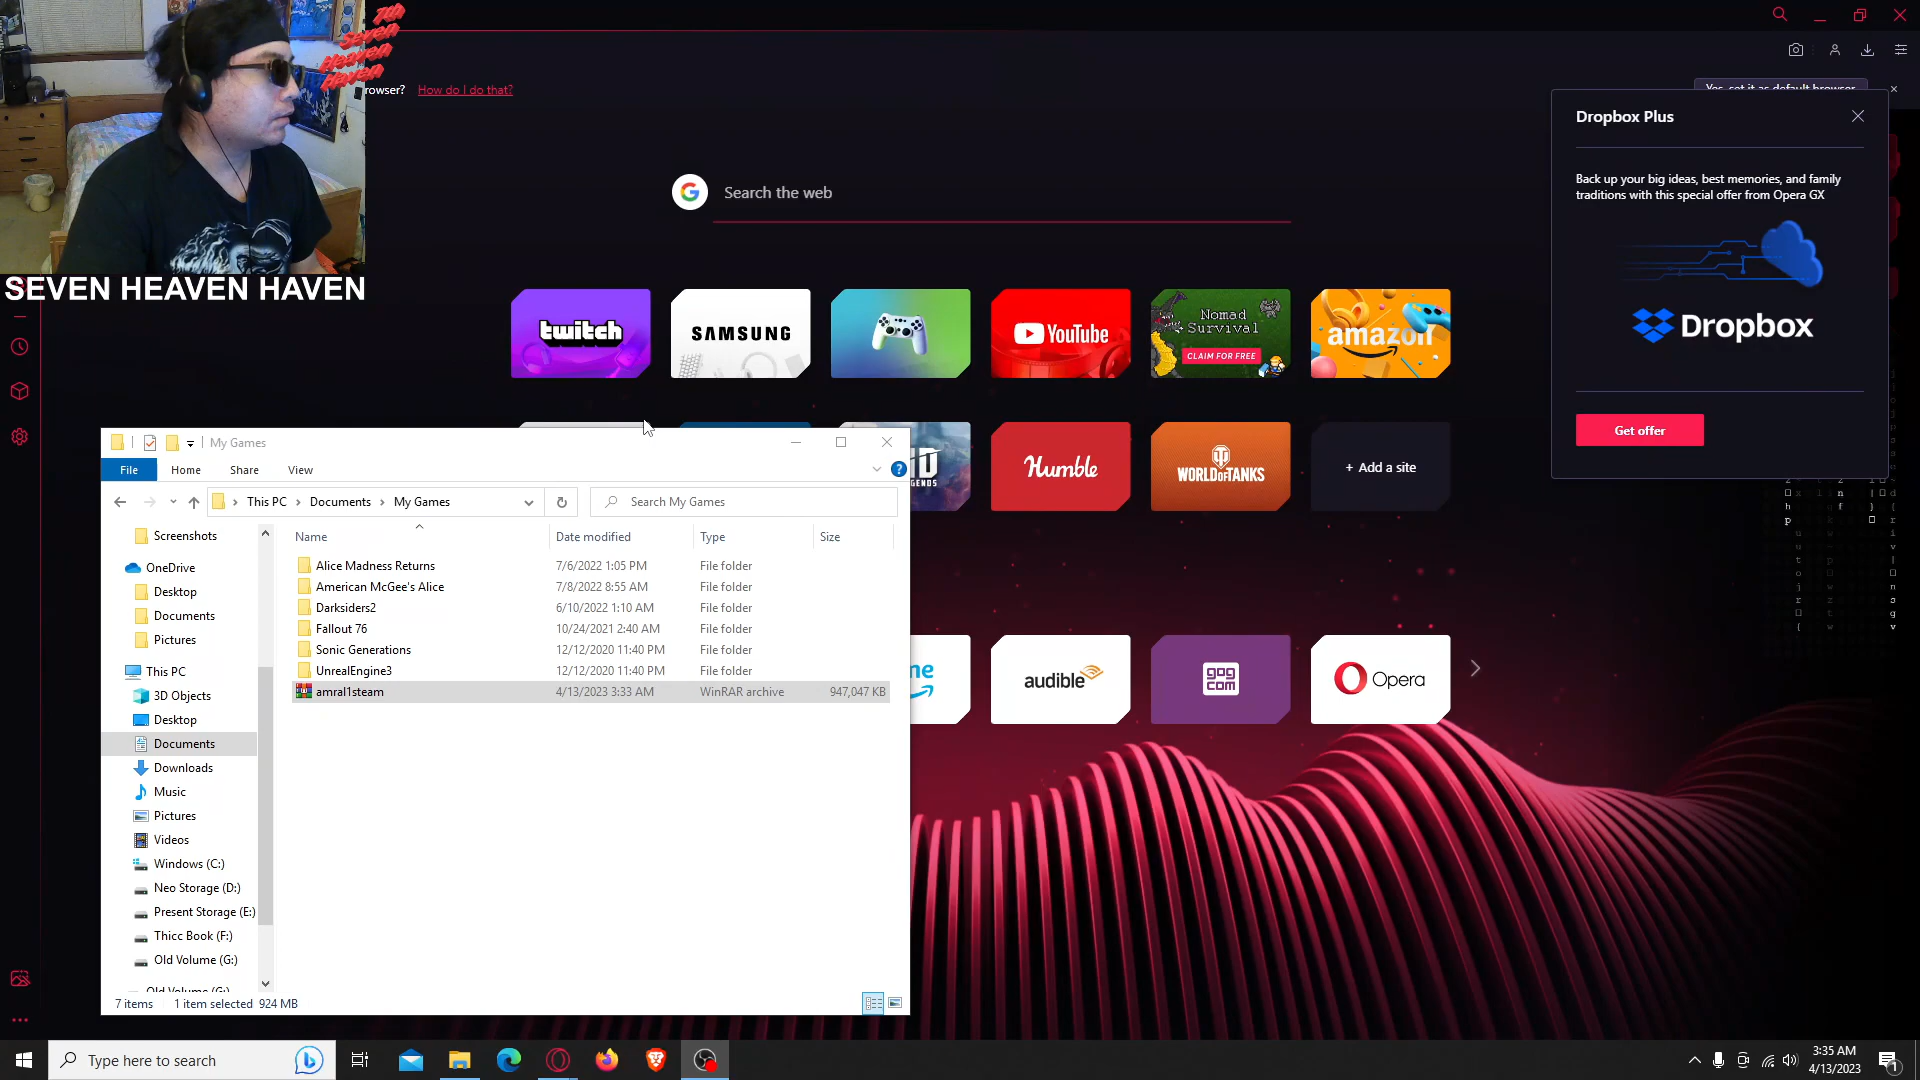 7th
Seven
Heaven
Haven
SEVEN HEAVEN HAVEN
rowser? How do I do that?
Yes, set it as default browser
Search the web
Dropbox Plus
Back up your big ideas, best memories, and family
traditions with this special offer from Opera GX
Dropbox
Get offer
twitch
SAMSUNG
YouTube
Nomad
Survival
CLAIM FOR FREE
amazon
Humble
WORLD OF TANKS
+ Add a site
audible
GOG
COM
Opera
My Games
File
Home
Share
View
This PC
Documents
My Games
Search My Games
Name
Date modified
Type
Size
Screenshots
OneDrive
Desktop
Documents
Pictures
This PC
3D Objects
Desktop
Documents
Downloads
Music
Pictures
Videos
Windows (C:)
Neo Storage (D:)
Present Storage (E:)
Thicc Book (F:)
Old Volume (G:)
Old Volume (G:)
Alice Madness Returns 7/6/2022 1:05 PM File folder
American McGee's Alice 7/8/2022 8:55 AM File folder
Darksiders2 6/10/2022 1:10 AM File folder
Fallout 76 10/24/2021 2:40 AM File folder
Sonic Generations 12/12/2020 11:40 PM File folder
UnrealEngine3 12/12/2020 11:40 PM File folder
amral1steam 4/13/2023 3:33 AM WinRAR archive 947,047 KB
7 items 1 item selected 924 MB
Type here to search
3:35 AM
4/13/2023
1